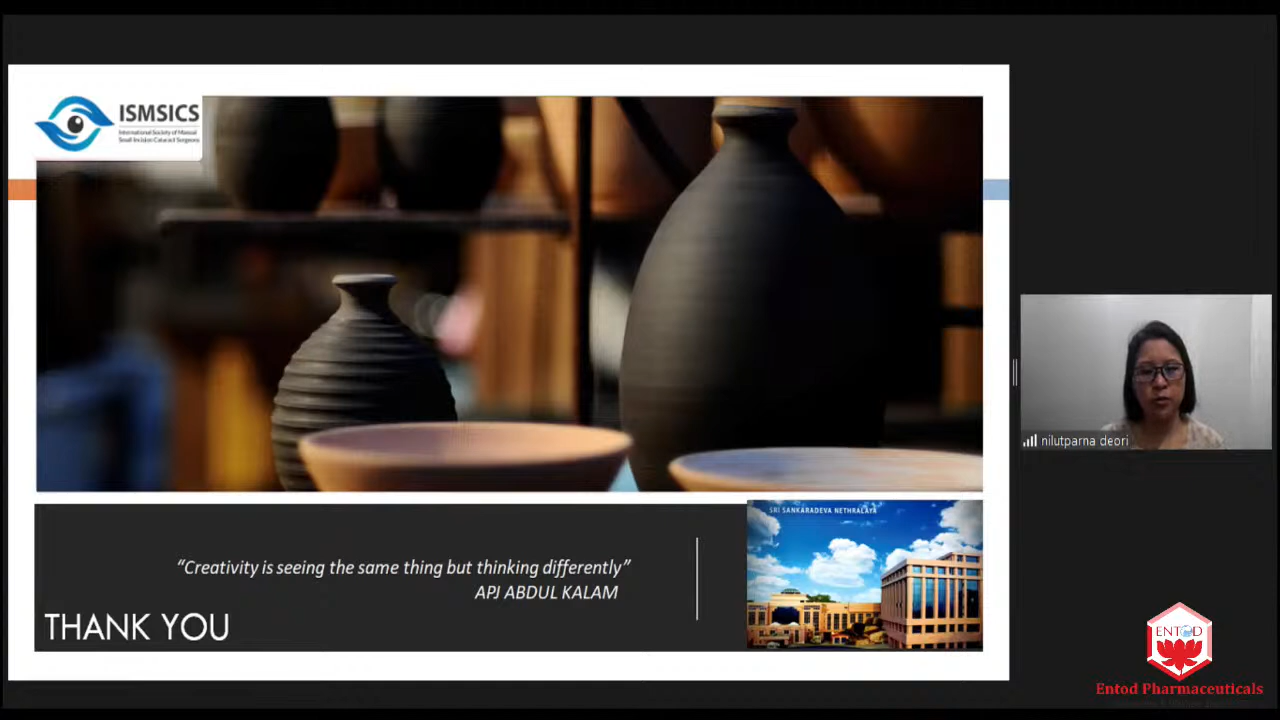 ISMSICS
International Society of Manual
Small Incision Cataract Surgeons
nilutparna deori
SRI SANKARADEVA NETHRALAYA
“Creativity is seeing the same thing but thinking differently”
APJ ABDUL KALAM
THANK YOU
ENTOD
Entod Pharmaceuticals